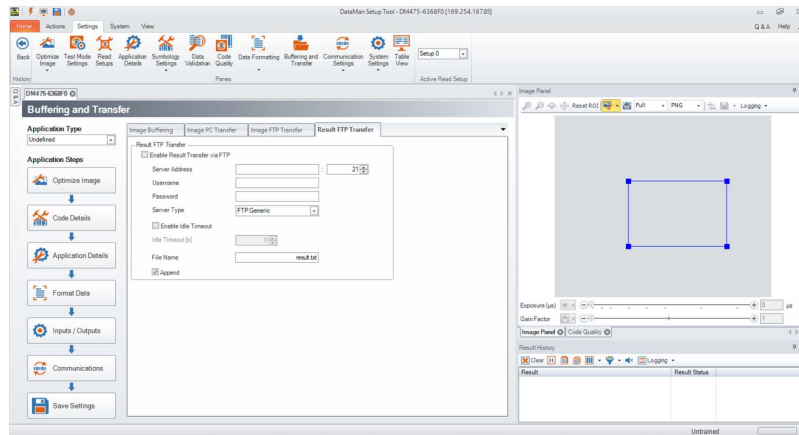 DataMan Setup Tool - DM475-6368F0 [169.254.167.85]
Home Actions Settings System View
Q & A Help
Back
Optimize Image
Test Mode Settings
Read Setups
Application Details
Symbology Settings
Data Validation
Code Quality
Data Formatting
Buffering and Transfer
Communication Settings
System Settings
Table View
Setup 0
History
Panes
Active Read Setup
Q & A
DM475-6368F0
Buffering and Transfer
Application Type
Undefined
Application Steps
Optimize Image
Code Details
Application Details
Format Data
Inputs / Outputs
Communications
Save Settings
Image Buffering Image PC Transfer Image FTP Transfer Result FTP Transfer
Result FTP Transfer
Enable Result Transfer via FTP
Server Address : 21
Username
Password
Server Type FTP Generic
Enable Idle Timeout
Idle Timeout [s]
File Name result.txt
Append
Image Panel
Reset ROI Full PNG Logging
Exposure (µs) 0 µs
Gain Factor 1
Image Panel Code Quality
Result History
Clear Logging
Result Result Status
Untrained